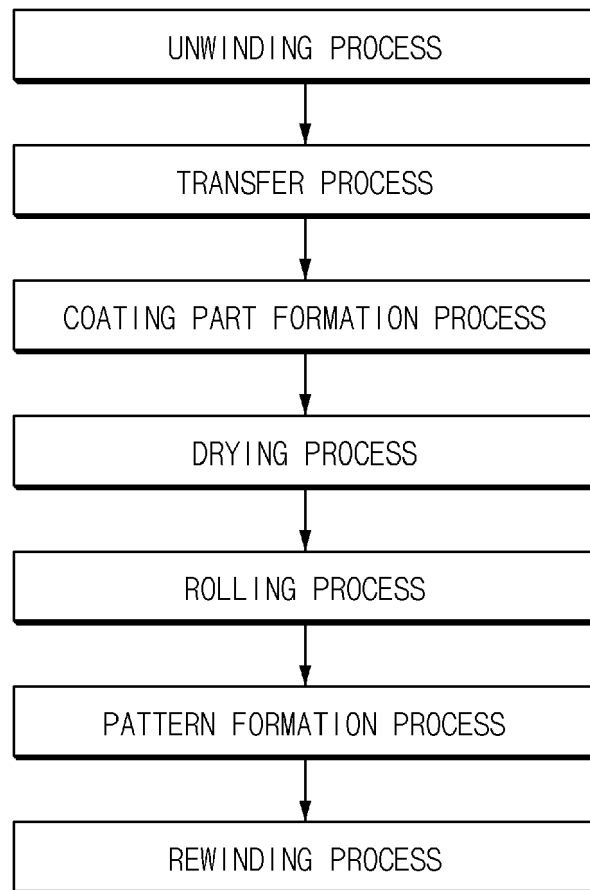 UNWINDING PROCESS
TRANSFER PROCESS
COATING PART FORMATION PROCESS
DRYING PROCESS
ROLLING PROCESS
PATTERN FORMATION PROCESS
REWINDING PROCESS